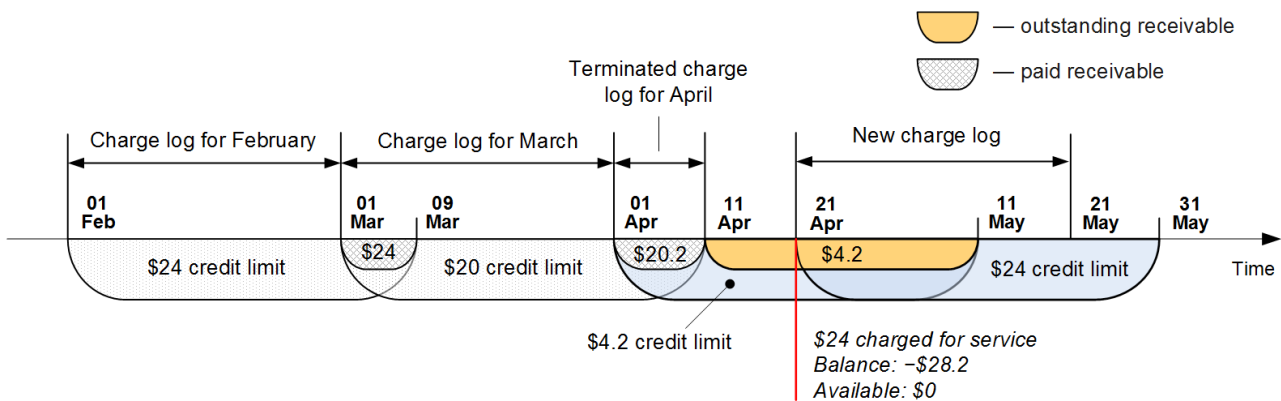 — outstanding receivable
— paid receivable
Terminated charge
log for April
Charge log for February
Charge log for March
New charge log
01
Feb
01
Mar
09
Mar
01
Apr
11
Apr
21
Apr
11
May
21
May
31
May
$24 credit limit
$24
$20 credit limit
$20.2
$4.2
$24 credit limit
Time
$4.2 credit limit
$24 charged for service
Balance: −$28.2
Available: $0